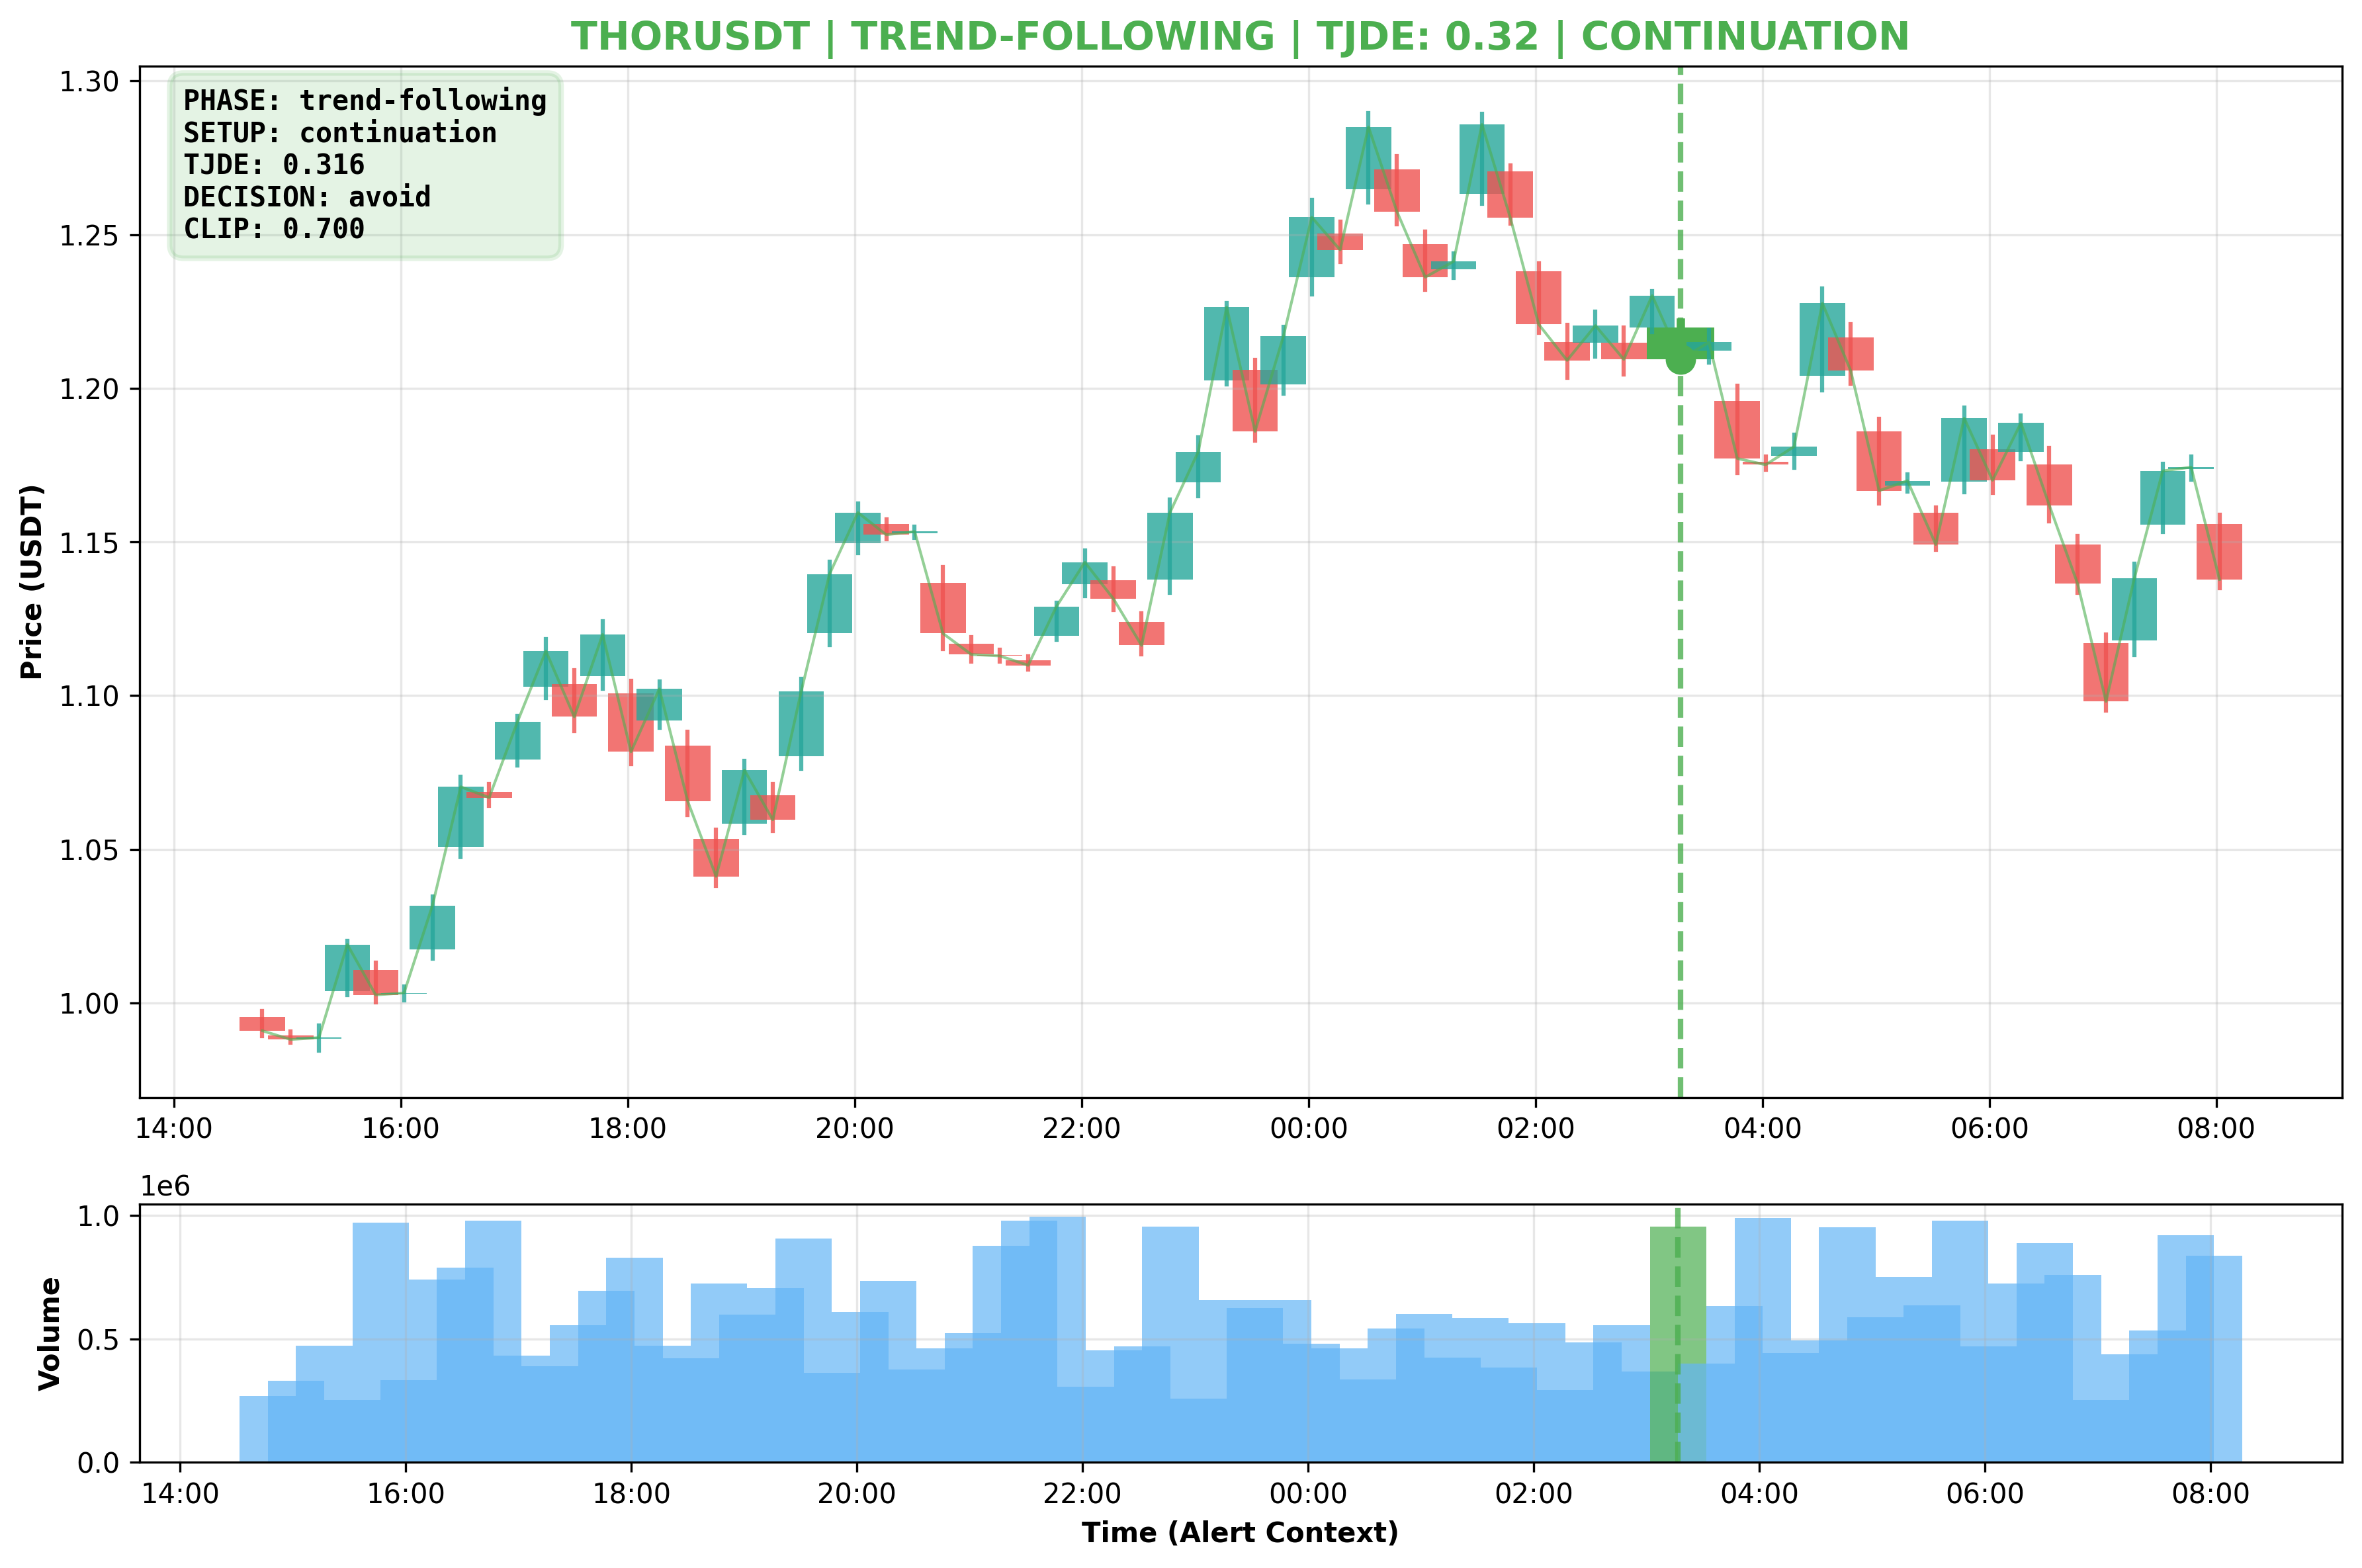 THORUSDT | TREND-FOLLOWING | TJDE: 0.32 | CONTINUATION
PHASE: trend-following
SETUP: continuation
TJDE: 0.316
DECISION: avoid
CLIP: 0.700
Price (USDT)
1.30
1.25
1.20
1.15
1.10
1.05
1.00
14:00 16:00 18:00 20:00 22:00 00:00 02:00 04:00 06:00 08:00
1e6
Volume
1.0
0.5
0.0
14:00 16:00 18:00 20:00 22:00 00:00 02:00 04:00 06:00 08:00
Time (Alert Context)